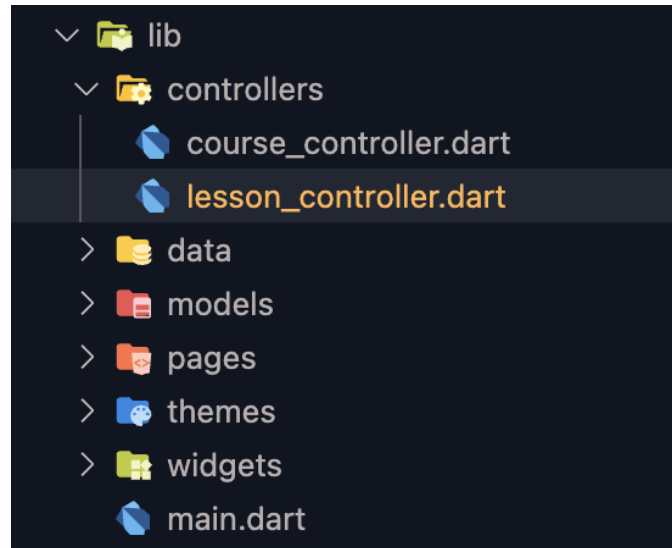 lib
controllers
course_controller.dart
lesson_controller.dart
data
models
pages
themes
widgets
main.dart